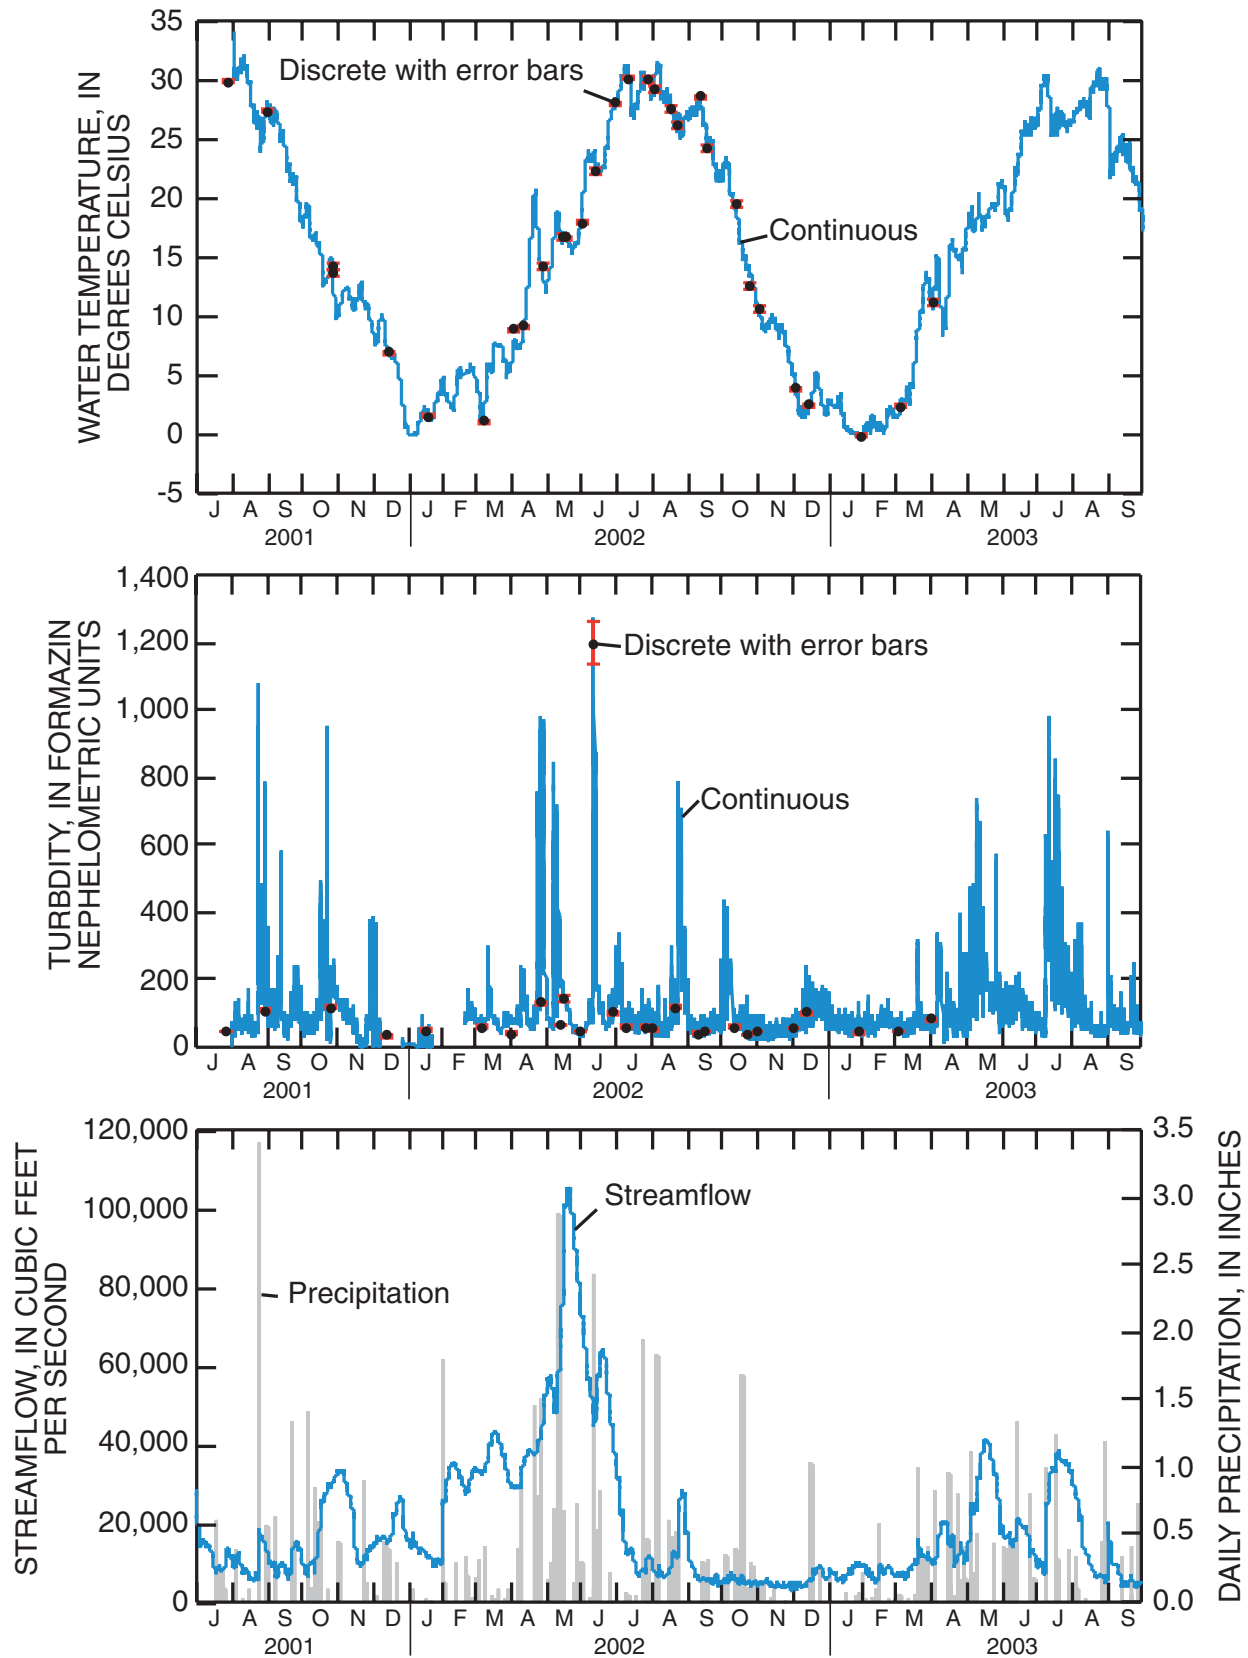 WATER TEMPERATURE, IN
DEGREES CELSIUS
35
30
25
20
15
10
5
0
-5
Discrete with error bars
Continuous
J A S O N D J F M A M J J A S O N D J F M A M J J A S
2001 2002 2003
TURBDITY, IN FORMAZIN
NEPHELOMETRIC UNITS
1,400
1,200
1,000
800
600
400
200
0
Discrete with error bars
Continuous
J A S O N D J F M A M J J A S O N D J F M A M J J A S
2001 2002 2003
STREAMFLOW, IN CUBIC FEET
PER SECOND
120,000
100,000
80,000
60,000
40,000
20,000
0
Streamflow
Precipitation
3.5
3.0
2.5
2.0
1.5
1.0
0.5
0.0
DAILY PRECIPITATION, IN INCHES
J A S O N D J F M A M J J A S O N D J F M A M J J A S
2001 2002 2003